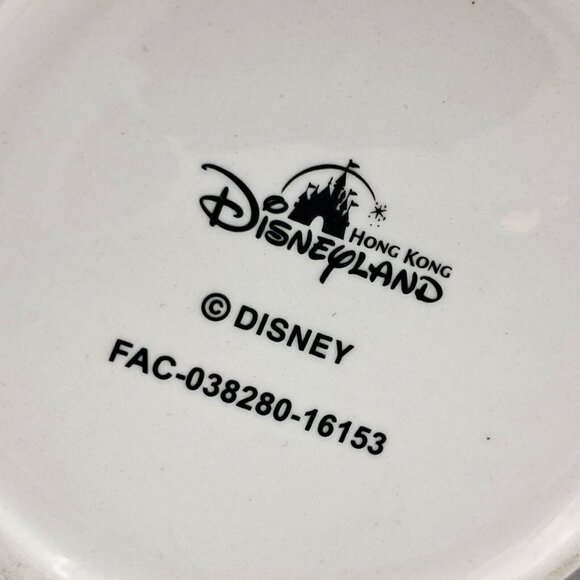 HONG KONG
DISNEYLAND
© DISNEY
FAC-038280-16153